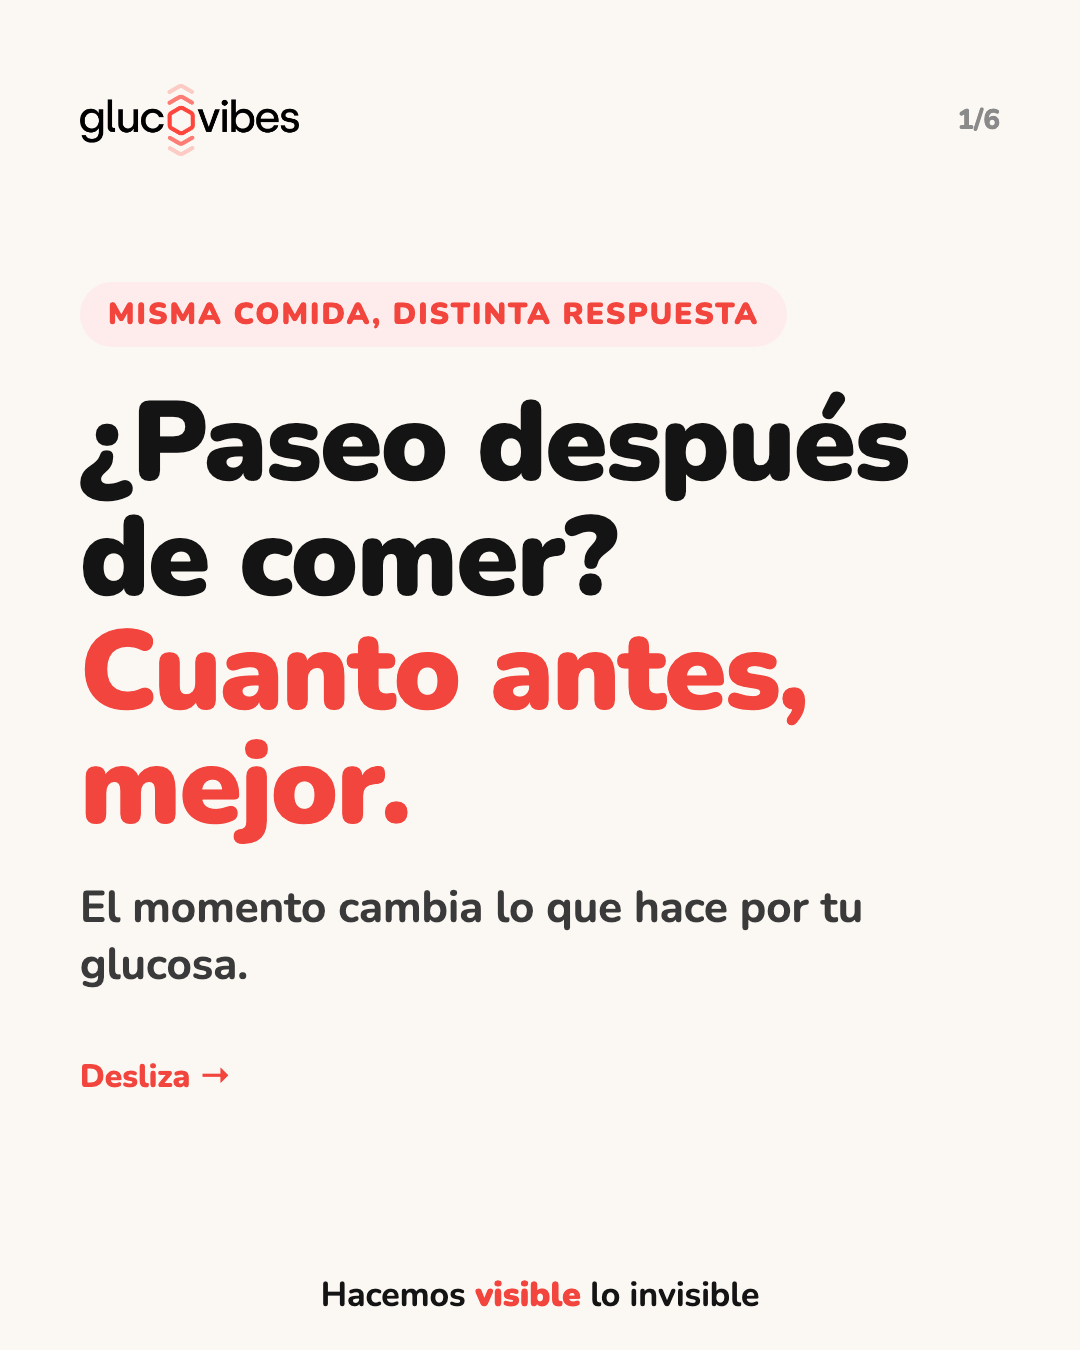 glucovibes
1/6
MISMA COMIDA, DISTINTA RESPUESTA
¿Paseo después
de comer?
Cuanto antes,
mejor.
El momento cambia lo que hace por tu
glucosa.
Desliza →
Hacemos visible lo invisible